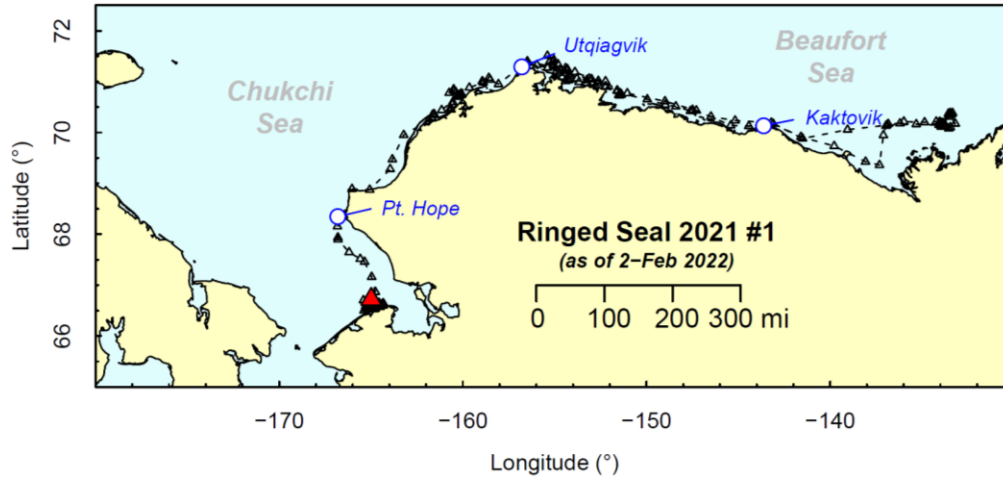 72
70
68
66
Latitude (°)
Utqiagvik
Beaufort
Sea
Chukchi
Sea
Kaktovik
Pt. Hope
Ringed Seal 2021 #1
(as of 2−Feb 2022)
0 100 200 300 mi
−170 −160 −150 −140
Longitude (°)